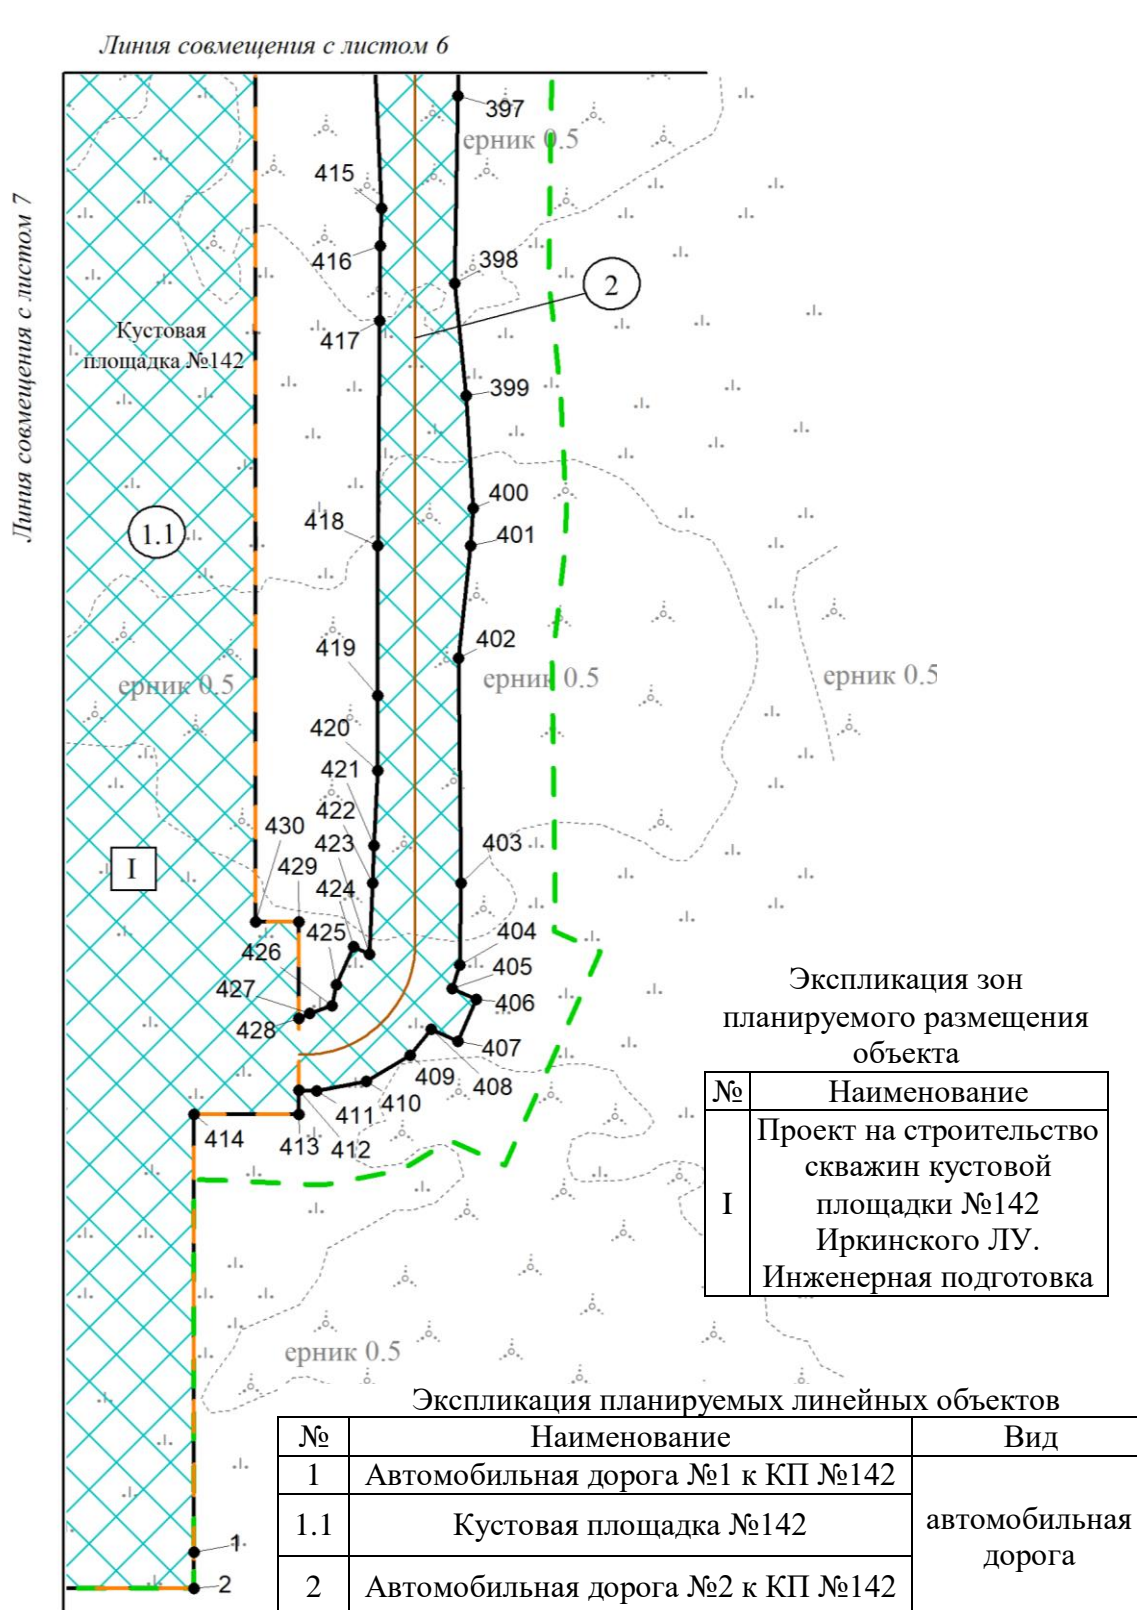 Линия совмещения с листом 6
Линия совмещения с листом 7
397
ерник 0.5
415
416
398
2
417
Кустовая
площадка №142
399
400
418
401
1.1
419
402
ерник 0.5
ерник 0.5
ерник 0.5
420
421
422
430
423
403
I
429
424
425
404
426
405
427
406
428
407
409
408
410
411
414
413
412
Экспликация зон
планируемого размещения
объекта
№ Наименование
I
Проект на строительство
скважин кустовой
площадки №142
Иркинского ЛУ.
Инженерная подготовка
ерник 0.5
1
2
Экспликация планируемых линейных объектов
№ Наименование Вид
1 Автомобильная дорога №1 к КП №142
1.1 Кустовая площадка №142
2 Автомобильная дорога №2 к КП №142
автомобильная
дорога